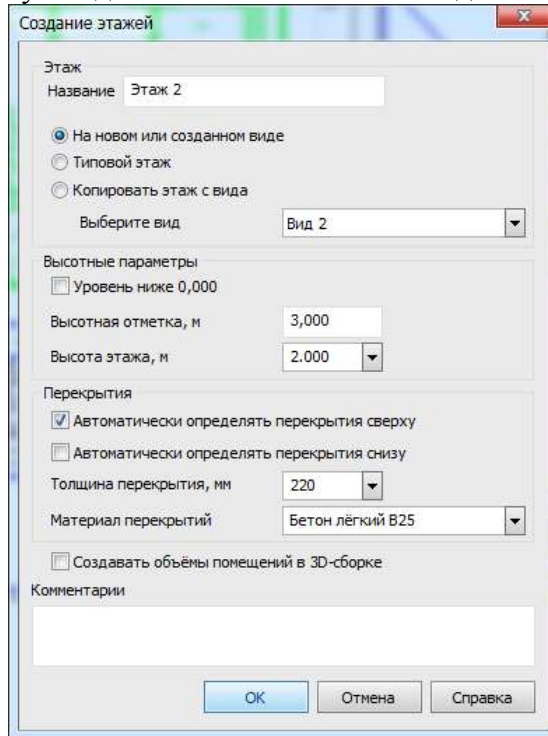 Создание этажей
Этаж
Название Этаж 2
На новом или созданном виде
Типовой этаж
Копировать этаж с вида
Выберите вид Вид 2
Высотные параметры
Уровень ниже 0,000
Высотная отметка, м 3,000
Высота этажа, м 2.000
Перекрытия
Автоматически определять перекрытия сверху
Автоматически определять перекрытия снизу
Толщина перекрытия, мм 220
Материал перекрытий Бетон лёгкий В25
Создавать объёмы помещений в 3D-сборке
Комментарии
ОК Отмена Справка